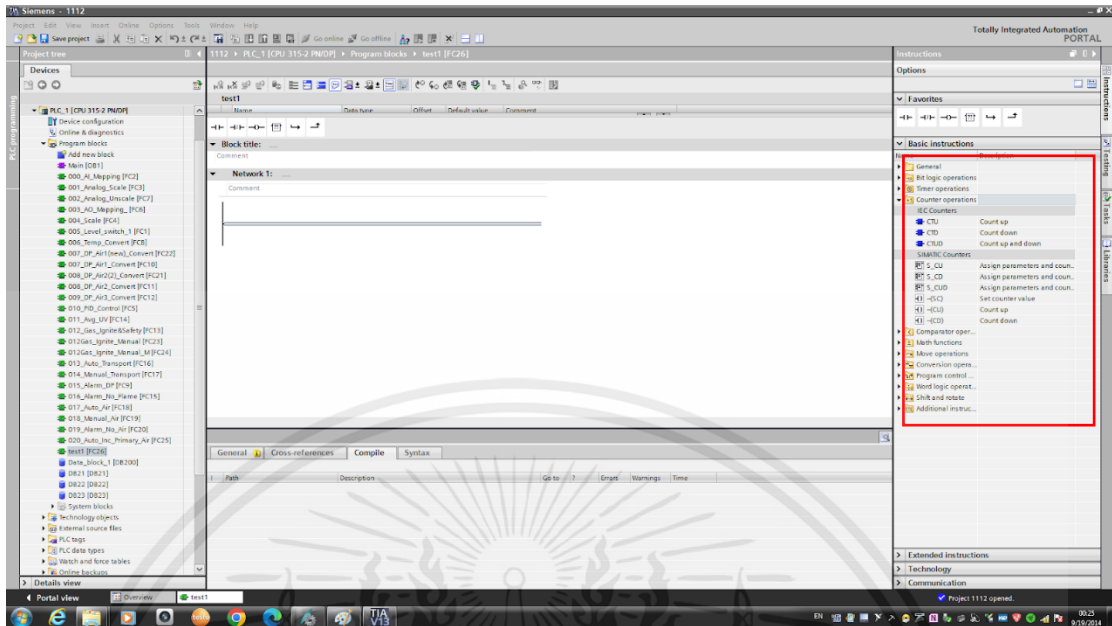 Siemens - 1112
Project Edit View Insert Online Options Tools Window Help
Totally Integrated Automation
PORTAL
Save project
Go online
Go offline
Project tree
1112 ▸ PLC_1 [CPU 315-2 PN/DP] ▸ Program blocks ▸ test1 [FC26]
Instructions
Devices
Options
PLC programming
PLC_1 [CPU 315-2 PN/DP]
Device configuration
Online & diagnostics
Program blocks
Add new block
Main [OB1]
000_AI_Mapping [FC2]
001_Analog_Scale [FC3]
002_Analog_Unscale [FC7]
003_AO_Mapping_ [FC6]
004_Scale [FC4]
005_Level_switch_1 [FC1]
006_Temp_Convert [FC8]
007_DP_Air1(new)_Convert [FC22]
007_DP_Air1_Convert [FC10]
008_DP_Air2(2)_Convert [FC21]
008_DP_Air2_Convert [FC11]
009_DP_Air3_Convert [FC12]
010_PID_Control [FC5]
011_Avg_UV [FC14]
012_Gas_Ignite&Safety [FC13]
012Gas_Ignite_Manual [FC23]
012Gas_Ignite_Manual_M [FC24]
013_Auto_Transport [FC16]
014_Manual_Transport [FC17]
015_Alarm_DP [FC9]
016_Alarm_No_Flame [FC15]
017_Auto_Air [FC18]
018_Manual_Air [FC19]
019_Alarm_No_Air [FC20]
020_Auto_Inc_Primary_Air [FC25]
test1 [FC26]
Data_block_1 [DB200]
DB21 [DB21]
DB22 [DB22]
DB23 [DB23]
System blocks
Technology objects
External source files
PLC tags
PLC data types
Watch and force tables
Online backups
Details view
test1
Name Data type Offset Default value Comment
Block title: ...
Comment
Network 1: ...
Comment
General Cross-references Compile Syntax
! Path Description Go to ? Errors Warnings Time
Favorites
Basic instructions
Name Description
General
Bit logic operations
Timer operations
Counter operations
IEC Counters
CTU Count up
CTD Count down
CTUD Count up and down
SIMATIC Counters
S_CU Assign parameters and coun..
S_CD Assign parameters and coun..
S_CUD Assign parameters and coun..
-(SC) Set counter value
-(CU) Count up
-(CD) Count down
Comparator oper...
Math functions
Move operations
Conversion opera...
Program control ...
Word logic operat...
Shift and rotate
Additional instruc...
Extended instructions
Technology
Communication
Instructions
Testing
Tasks
Libraries
Portal view
Overview
test1
Project 1112 opened.
TIA
V13
EN
00:25
9/19/2014